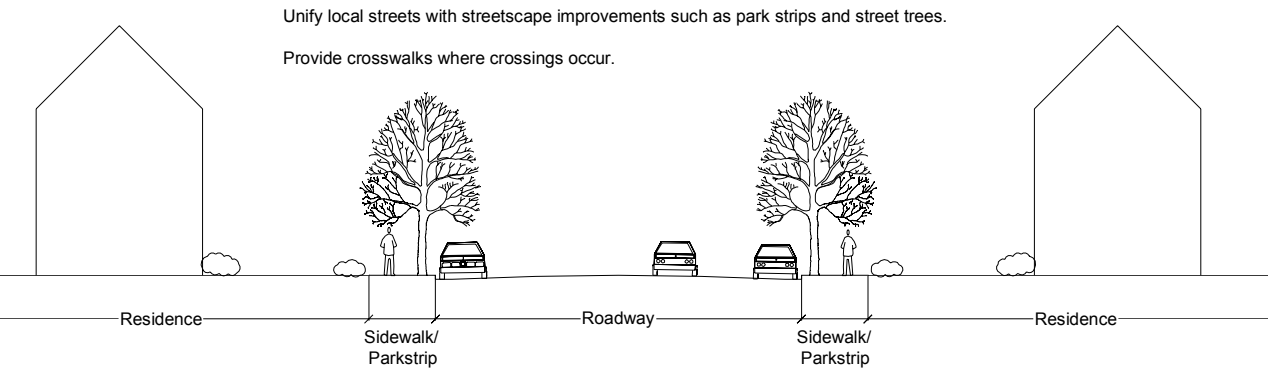 Unify local streets with streetscape improvements such as park strips and street trees.
Provide crosswalks where crossings occur.
Residence
Sidewalk/
Parkstrip
Roadway
Sidewalk/
Parkstrip
Residence